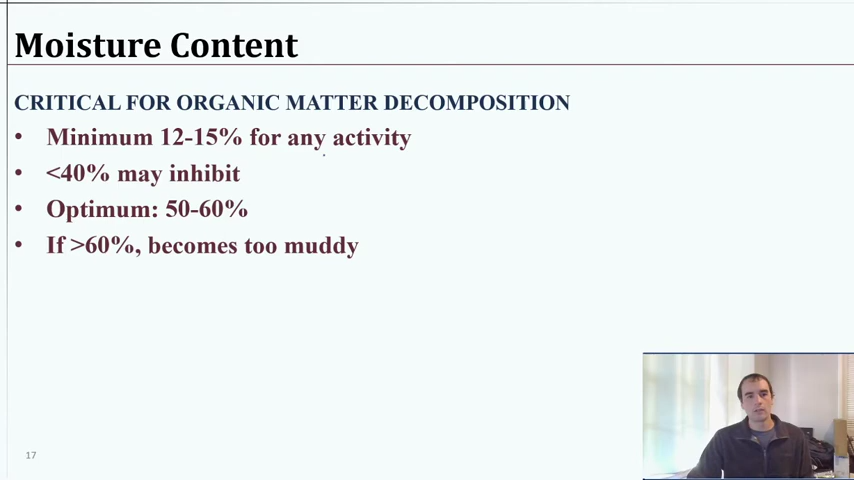 Moisture Content
CRITICAL FOR ORGANIC MATTER DECOMPOSITION
• Minimum 12-15% for any activity
• <40% may inhibit
• Optimum: 50-60%
• If >60%, becomes too muddy
17